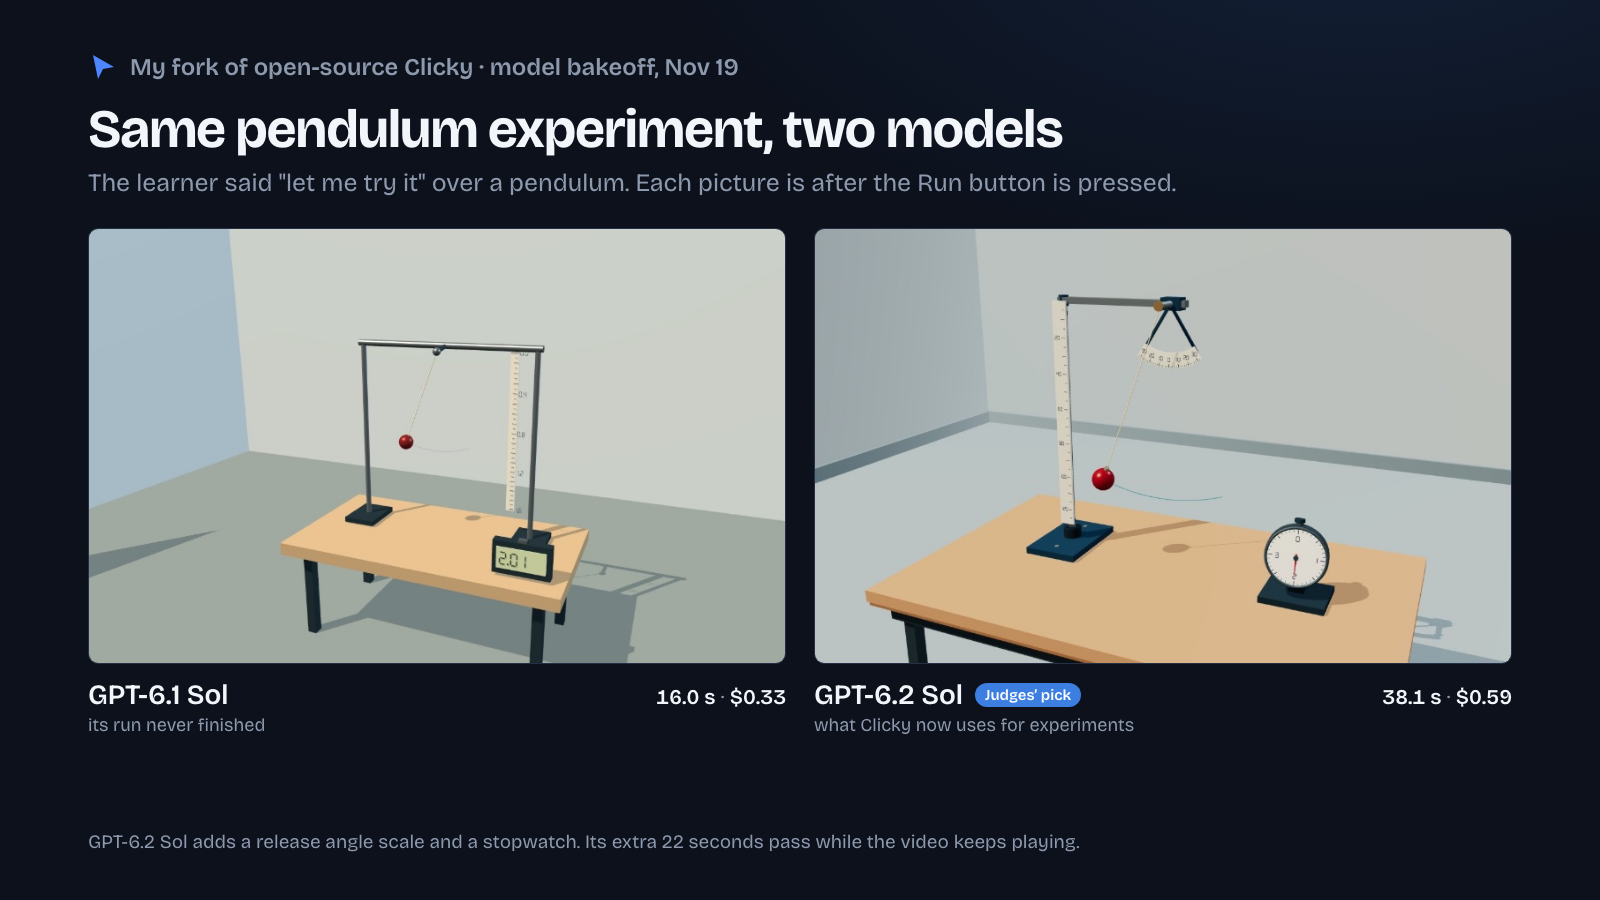 My fork of open-source Clicky · model bakeoff, Nov 19
Same pendulum experiment, two models
The learner said "let me try it" over a pendulum. Each picture is after the Run button is pressed.
2.01
GPT-6.1 Sol
16.0 s · $0.33
its run never finished
GPT-6.2 Sol
Judges' pick
38.1 s · $0.59
what Clicky now uses for experiments
GPT-6.2 Sol adds a release angle scale and a stopwatch. Its extra 22 seconds pass while the video keeps playing.